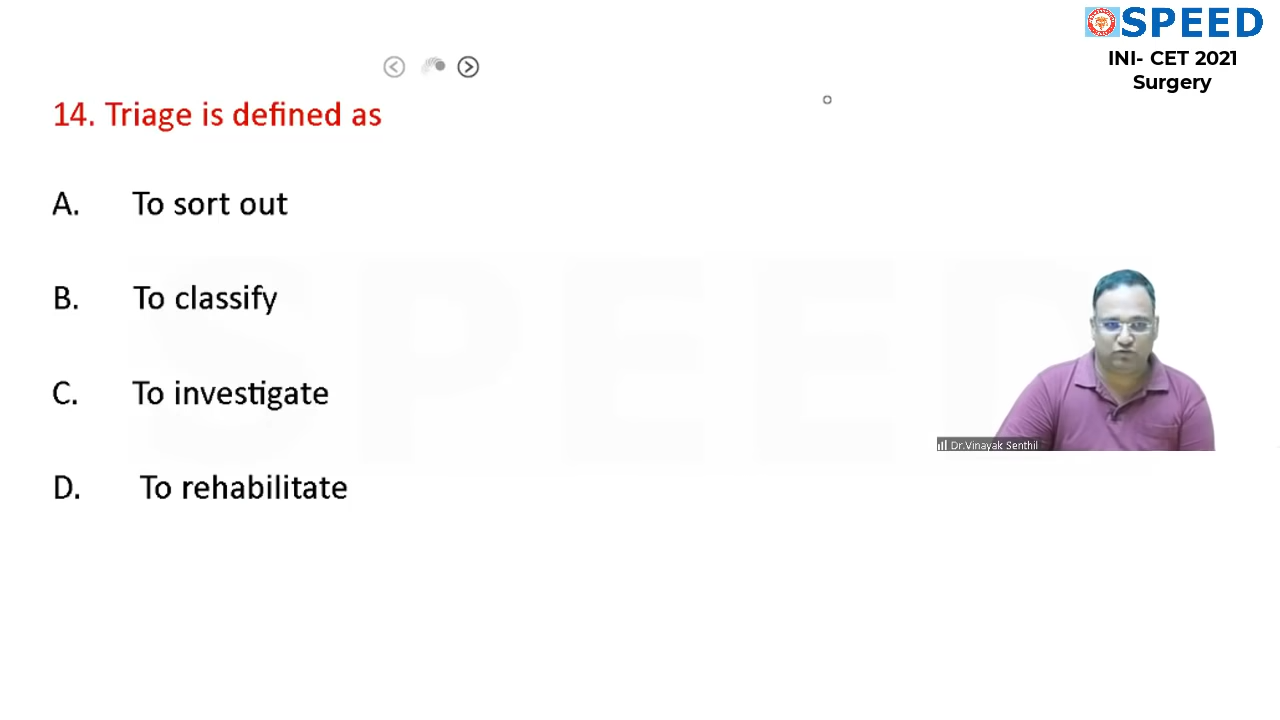 SPEED
INI- CET 2021
Surgery
14. Triage is defined as
A. To sort out
B. To classify
C. To investigate
D. To rehabilitate
SPEED
Dr.Vinayak Senthil